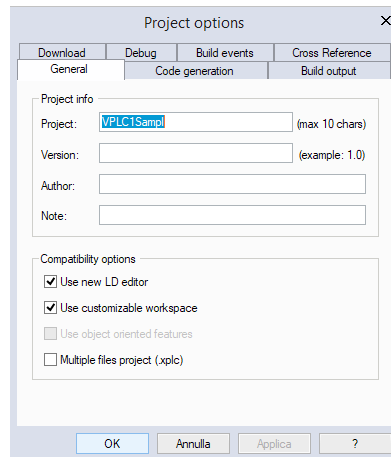 Project options
Download Debug Build events Cross Reference
General Code generation Build output
Project info
Project: VPLC1Sampl (max 10 chars)
Version: (example: 1.0)
Author:
Note:
Compatibility options
Use new LD editor
Use customizable workspace
Use object oriented features
Multiple files project (.xplc)
OK Annulla Applica ?